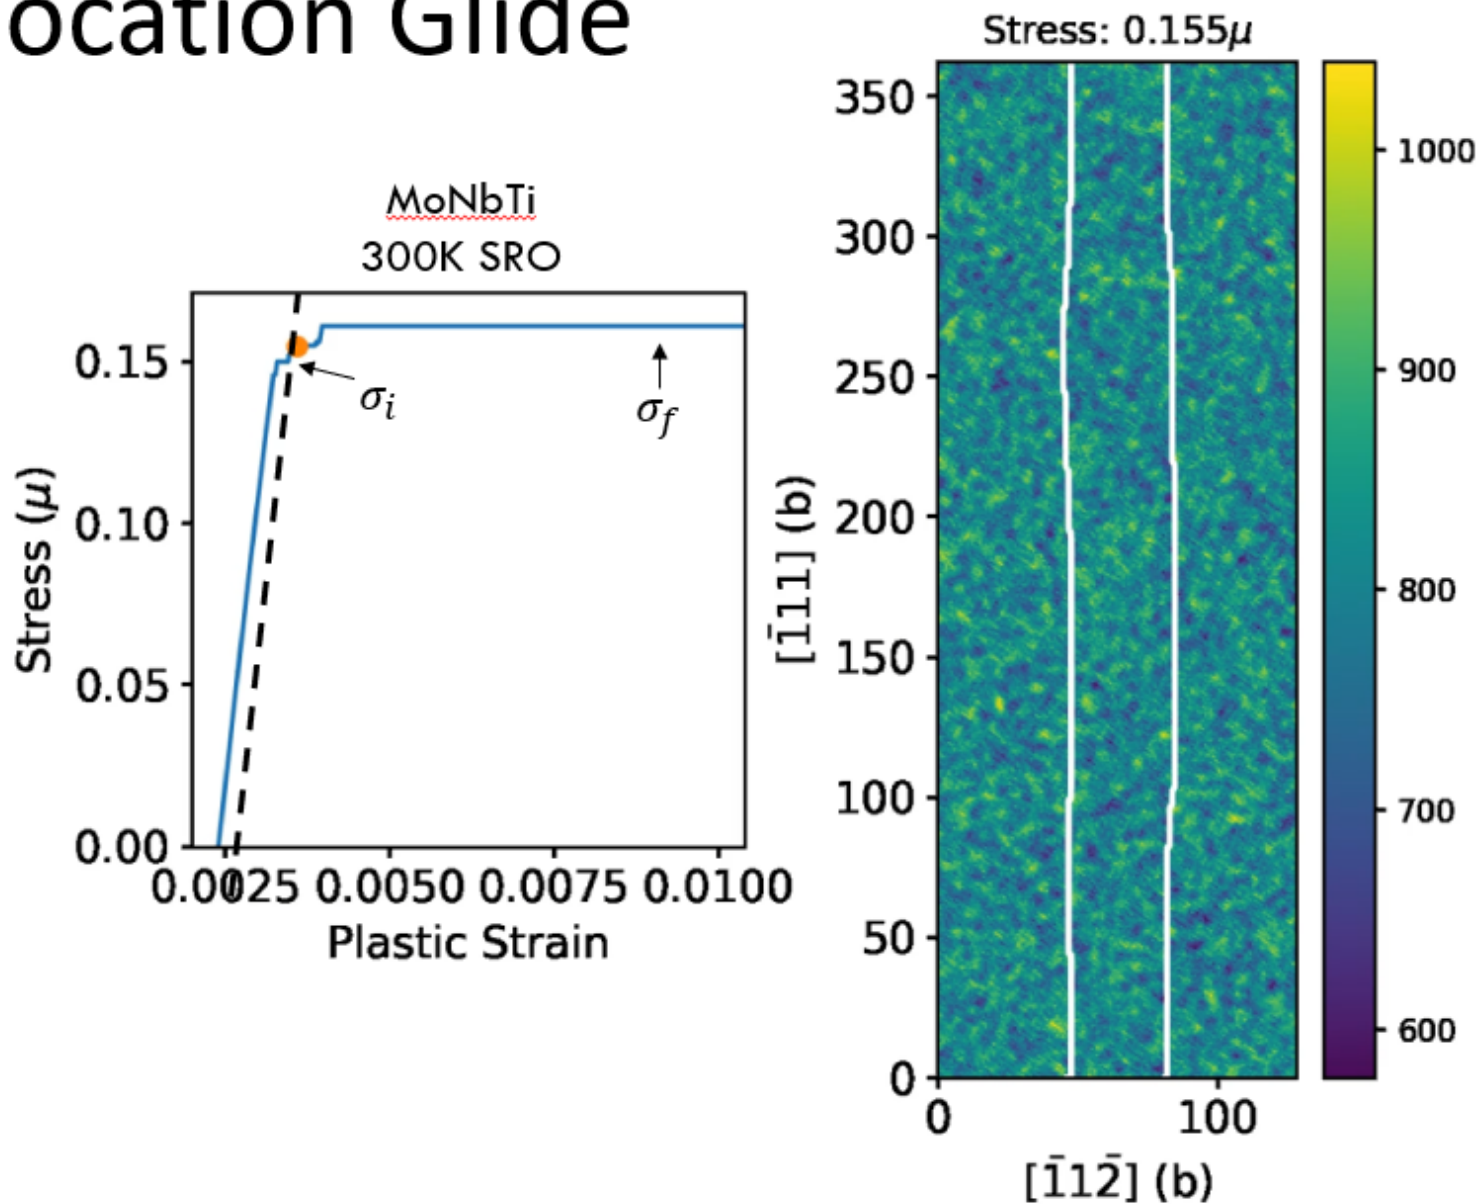 ocation Glide
MoNbTi
300K SRO
0.15
0.10
0.05
0.00
Stress (μ)
σᵢ
σ_f
0.0025 0.0050 0.0075 0.0100
Plastic Strain
Stress: 0.155μ
350
300
250
200
150
100
50
0
[1̄11] (b)
0 100
[1̄12̄] (b)
1000
900
800
700
600